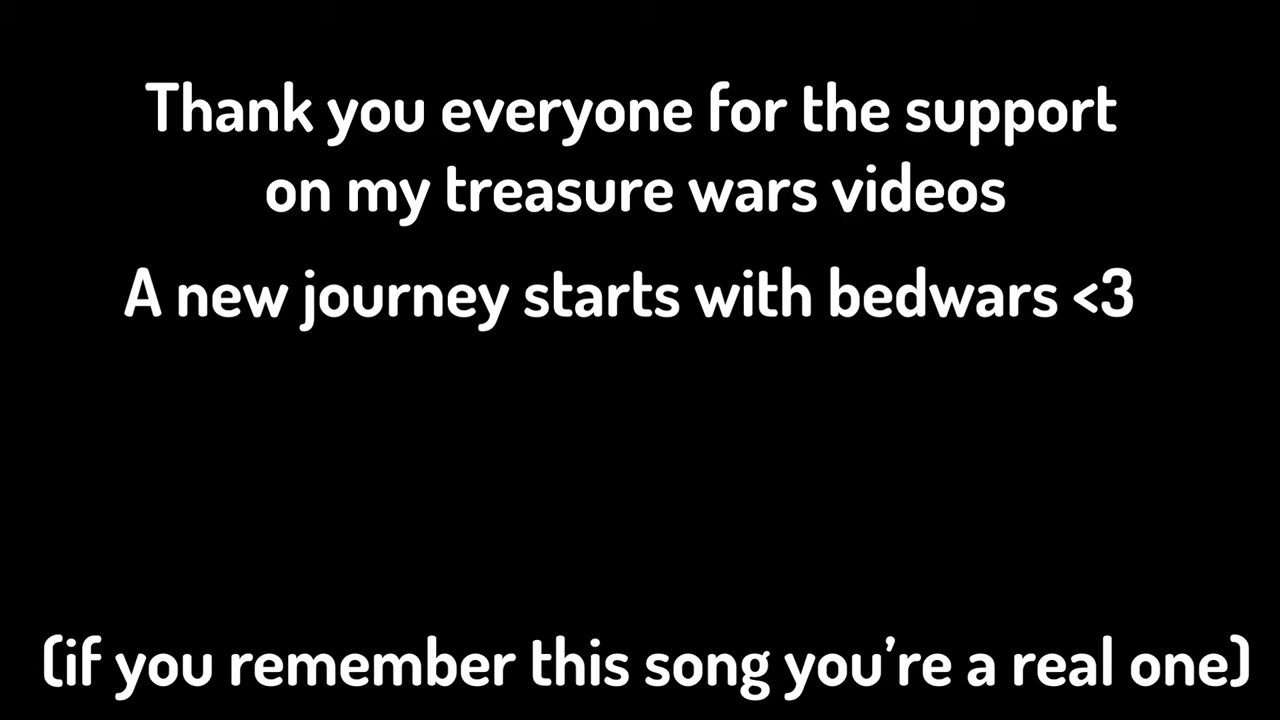 Thank you everyone for the support
on my treasure wars videos
A new journey starts with bedwars <3
(if you remember this song you’re a real one)